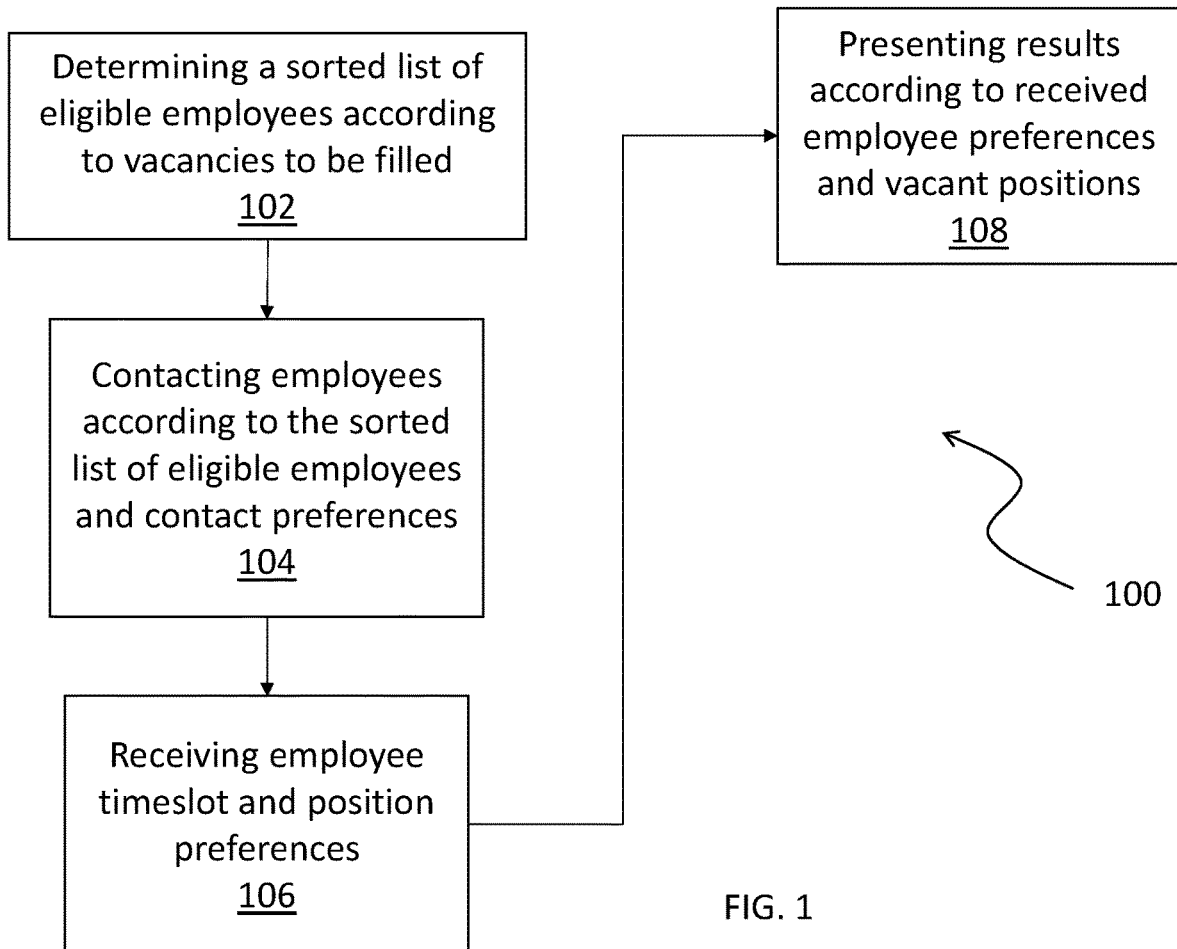 Determining a sorted list of
eligible employees according
to vacancies to be filled
102
Contacting employees
according to the sorted
list of eligible employees
and contact preferences
104
Receiving employee
timeslot and position
preferences
106
Presenting results
according to received
employee preferences
and vacant positions
108
100
FIG. 1